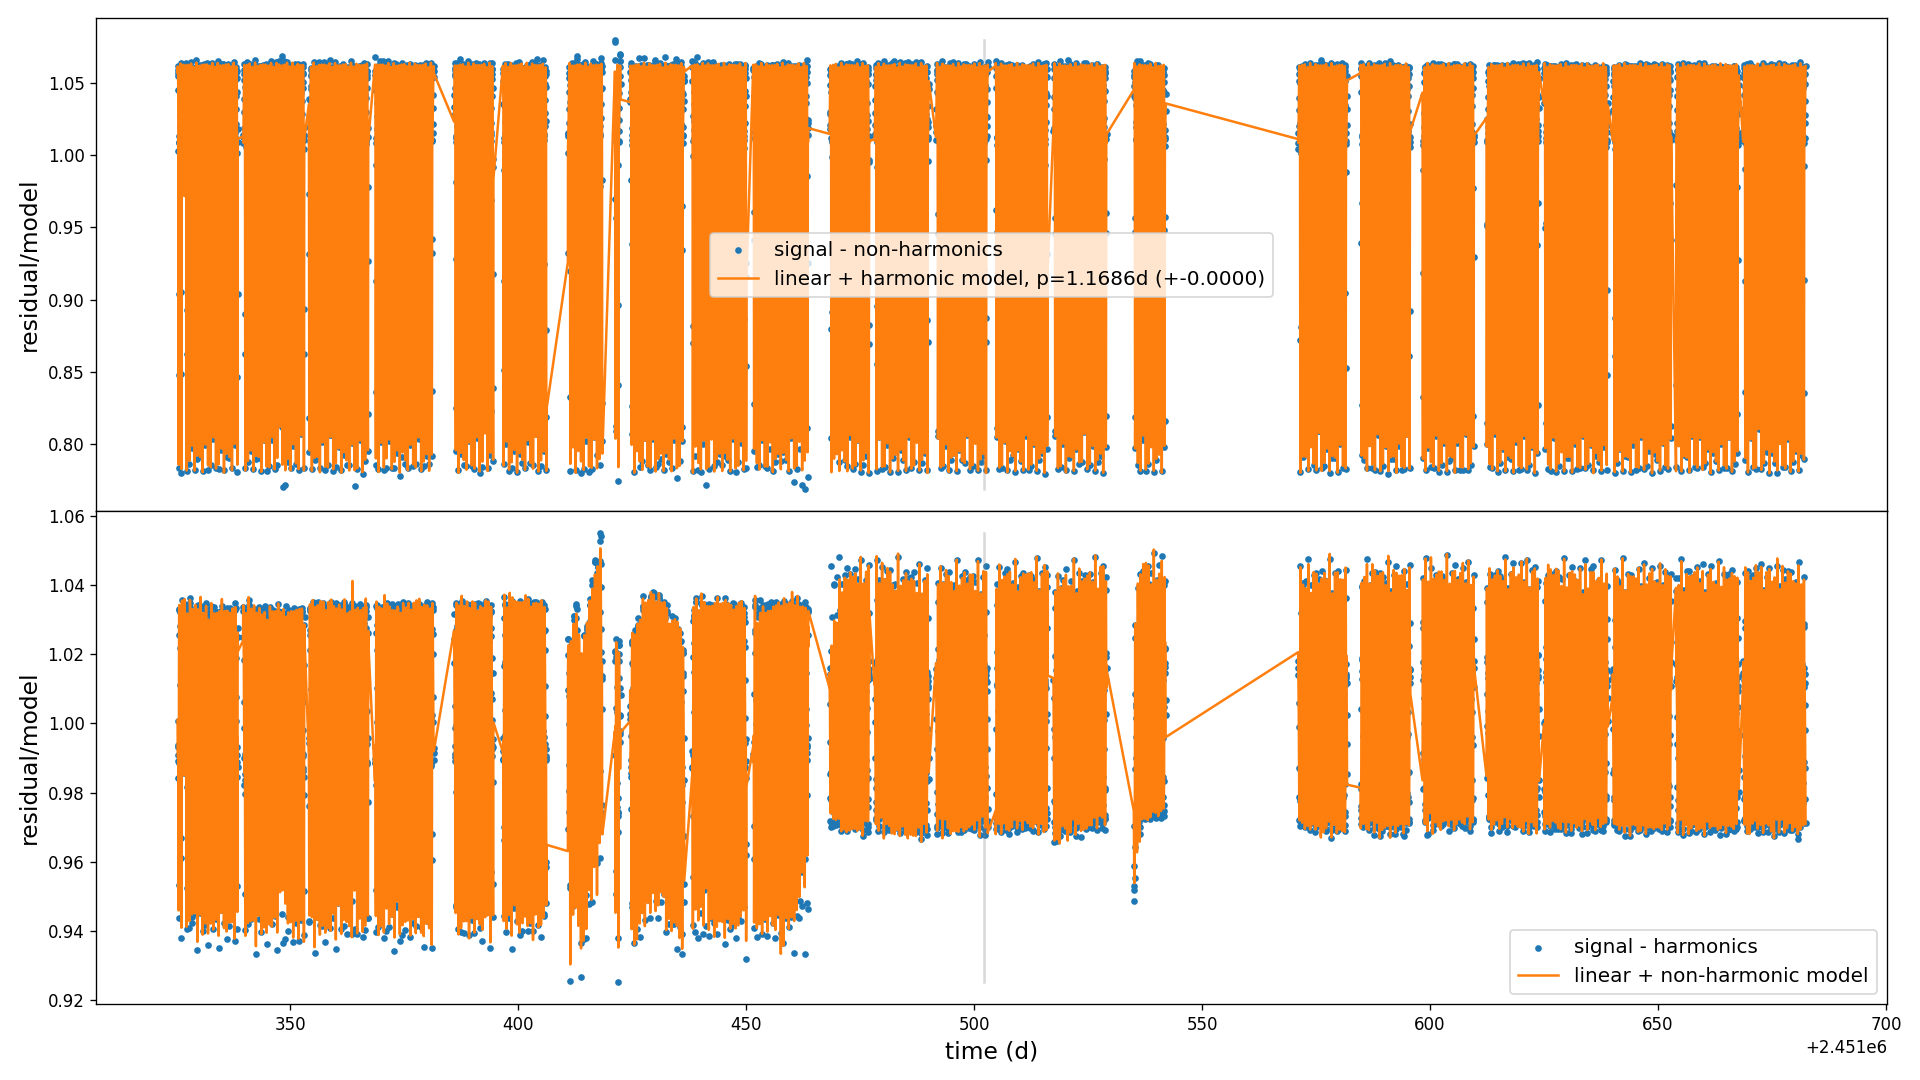 residual/model
1.05
1.00
0.95
0.90
0.85
0.80
signal - non-harmonics
linear + harmonic model, p=1.1686d (+-0.0000)
residual/model
1.06
1.04
1.02
1.00
0.98
0.96
0.94
0.92
signal - harmonics
linear + non-harmonic model
350 400 450 500 550 600 650 700
time (d)
+2.451e6